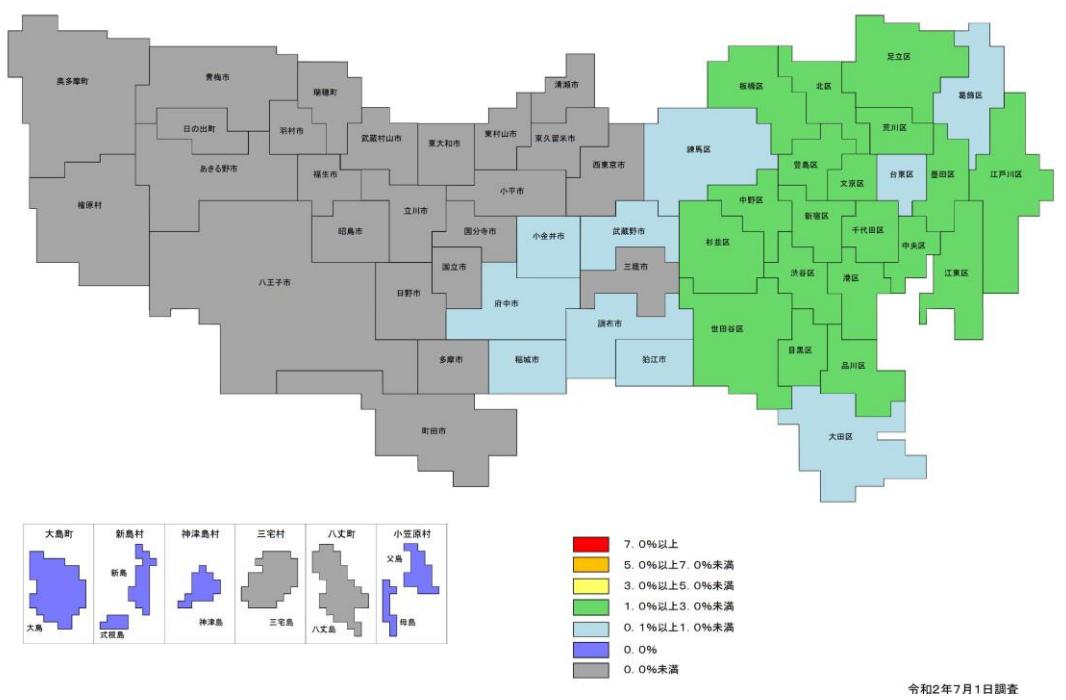 足立区
奥多摩町
青梅市
清瀬市
板橋区
北区
瑞穂町
葛飾区
日の出町
羽村市
武蔵村山市
東大和市
東村山市
東久留米市
荒川区
練馬区
あきる野市
福生市
西東京市
豊島区
文京区
台東区
墨田区
江戸川区
檜原村
小平市
中野区
立川市
新宿区
昭島市
国分寺市
小金井市
武蔵野市
千代田区
杉並区
中央区
国立市
三鷹市
渋谷区
港区
江東区
八王子市
日野市
府中市
調布市
世田谷区
目黒区
多摩市
稲城市
狛江市
品川区
町田市
大田区
大島町
新島村
神津島村
三宅村
八丈町
小笠原村
父島
新島
大島
式根島
神津島
三宅島
八丈島
母島
7.0%以上
5.0%以上7.0%未満
3.0%以上5.0%未満
1.0%以上3.0%未満
0.1%以上1.0%未満
0.0%
0.0%未満
令和2年7月1日調査